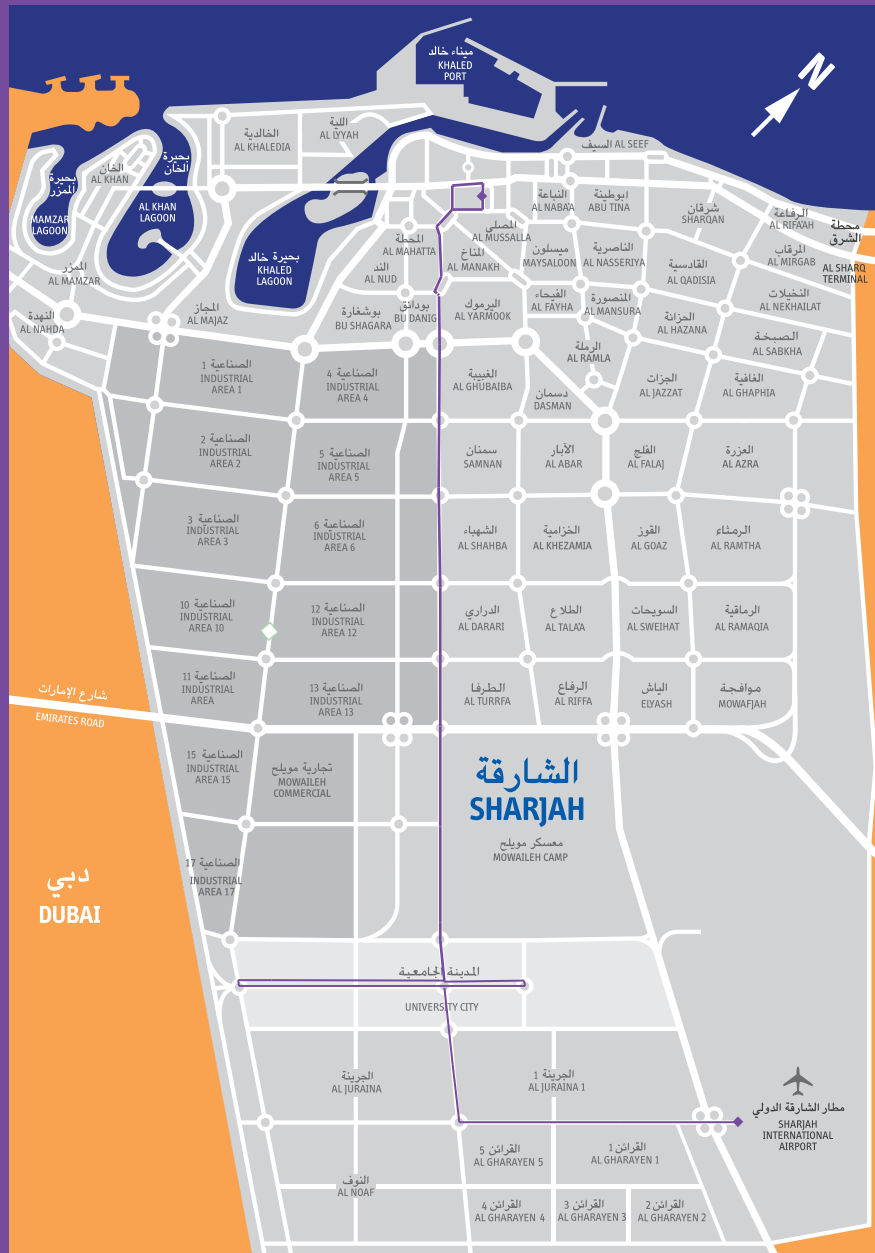 ميناء خالد
KHALED
PORT
N
اللية
AL LYYAH
الخالدية
AL KHALEDIA
السيف AL SEEF
بحيرة
الخان
الخان
AL KHAN
بحيرة
الممزر
MAMZAR
LAGOON
AL KHAN
LAGOON
النباعة
AL NABA'A
ابوطينة
ABU TINA
شرقان
SHARQAN
الرفاعة
AL RIFA'AH
محطة
الشرق
AL SHARQ
TERMINAL
المصلى
AL MUSSALLA
المحطة
AL MAHATTA
المناخ
AL MANAKH
ميسلون
MAYSALOON
الناصرية
AL NASSERIYA
المرقاب
AL MIRGAB
القادسية
AL QADISIA
بحيرة خالد
KHALED
LAGOON
الند
AL NUD
الممزر
AL MAMZAR
النخيلات
AL NEKHAILAT
الفيحاء
AL FAYHA
المنصورة
AL MANSURA
بودانق
BU DANIG
اليرموك
AL YARMOOK
بوشغارة
BU SHAGARA
المجاز
AL MAJAZ
النهدة
AL NAHDA
الحزانة
AL HAZANA
الصبخة
AL SABKHA
الرملة
AL RAMLA
الصناعية 1
INDUSTRIAL
AREA 1
الصناعية 4
INDUSTRIAL
AREA 4
الغبيبة
AL GHUBAIBA
دسمان
DASMAN
الجزات
AL JAZZAT
الغافية
AL GHAPHIA
الصناعية 2
INDUSTRIAL
AREA 2
الصناعية 5
INDUSTRIAL
AREA 5
سمنان
SAMNAN
الآبار
AL ABAR
الفلج
AL FALAJ
العزرة
AL AZRA
الصناعية 3
INDUSTRIAL
AREA 3
الصناعية 6
INDUSTRIAL
AREA 6
الشهباء
AL SHAHBA
الخزامية
AL KHEZAMIA
القوز
AL GOAZ
الرمثاء
AL RAMTHA
الصناعية 10
INDUSTRIAL
AREA 10
الصناعية 12
INDUSTRIAL
AREA 12
الدراري
AL DARARI
الطلاع
AL TALA'A
السويحات
AL SWEIHAT
الرماقية
AL RAMAQIA
الصناعية 11
INDUSTRIAL
AREA
الصناعية 13
INDUSTRIAL
AREA 13
الطرفا
AL TURRFA
الرفاع
AL RIFFA
الياش
ELYASH
موافجة
MOWAFJAH
شارع الإمارات
EMIRATES ROAD
الصناعية 15
INDUSTRIAL
AREA 15
تجارية مويلح
MOWAILEH
COMMERCIAL
الشارقة
SHARJAH
معسكر مويلح
MOWAILEH CAMP
الصناعية 17
INDUSTRIAL
AREA 17
دبي
DUBAI
المدينة الجامعية
UNIVERSITY CITY
الجرينة
AL JURAINA
الجرينة 1
AL JURAINA 1
مطار الشارقة الدولي
SHARJAH
INTERNATIONAL
AIRPORT
القرائن 5
AL GHARAYEN 5
القرائن 1
AL GHARAYEN 1
النوف
AL NOAF
القرائن 4
AL GHARAYEN 4
القرائن 3
AL GHARAYEN 3
القرائن 2
AL GHARAYEN 2